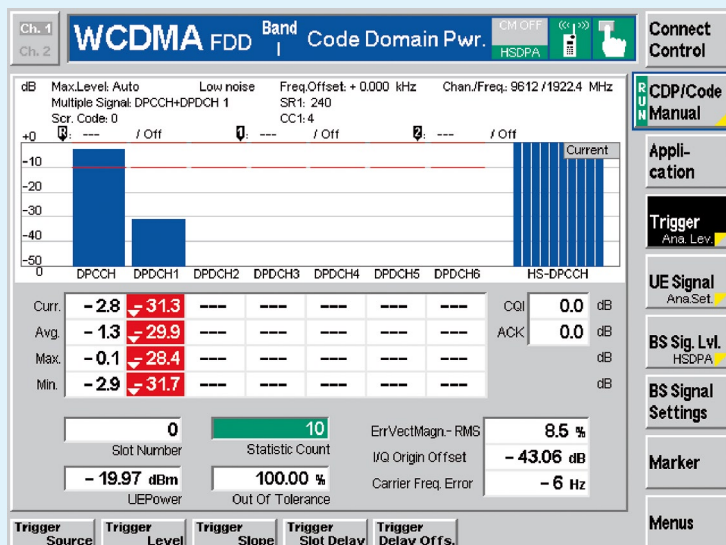 Ch. 1
Ch. 2
WCDMA FDD Band I Code Domain Pwr.
CM OFF
HSDPA
Connect Control
dB Max.Level: Auto Low noise Freq.Offset: + 0.000 kHz Chan./Freq.: 9612 /1922.4 MHz
Multiple Signal: DPCCH+DPDCH 1 SR1: 240
Scr. Code: 0 CC1: 4
+0 R: --- / Off 1: --- / Off 2: --- / Off
Current
-10
-20
-30
-40
-50
0 DPCCH DPDCH1 DPDCH2 DPDCH3 DPDCH4 DPDCH5 DPDCH6 HS-DPCCH
Curr. - 2.8 - 31.3 --- --- --- --- --- CQI 0.0 dB
Avg. - 1.3 - 29.9 --- --- --- --- --- ACK 0.0 dB
Max. - 0.1 - 28.4 --- --- --- --- --- dB
Min. - 2.9 - 31.7 --- --- --- --- --- dB
0 10 ErrVectMagn.- RMS 8.5 %
Slot Number Statistic Count I/Q Origin Offset - 43.06 dB
- 19.97 dBm 100.00 % Carrier Freq. Error - 6 Hz
UEPower Out Of Tolerance
RUN
CDP/Code Manual
Appli-
cation
Trigger
Ana. Lev.
UE Signal
Ana.Set.
BS Sig. Lvl.
HSDPA
BS Signal
Settings
Marker
Menus
Trigger Source
Trigger Level
Trigger Slope
Trigger Slot Delay
Trigger Delay Offs.